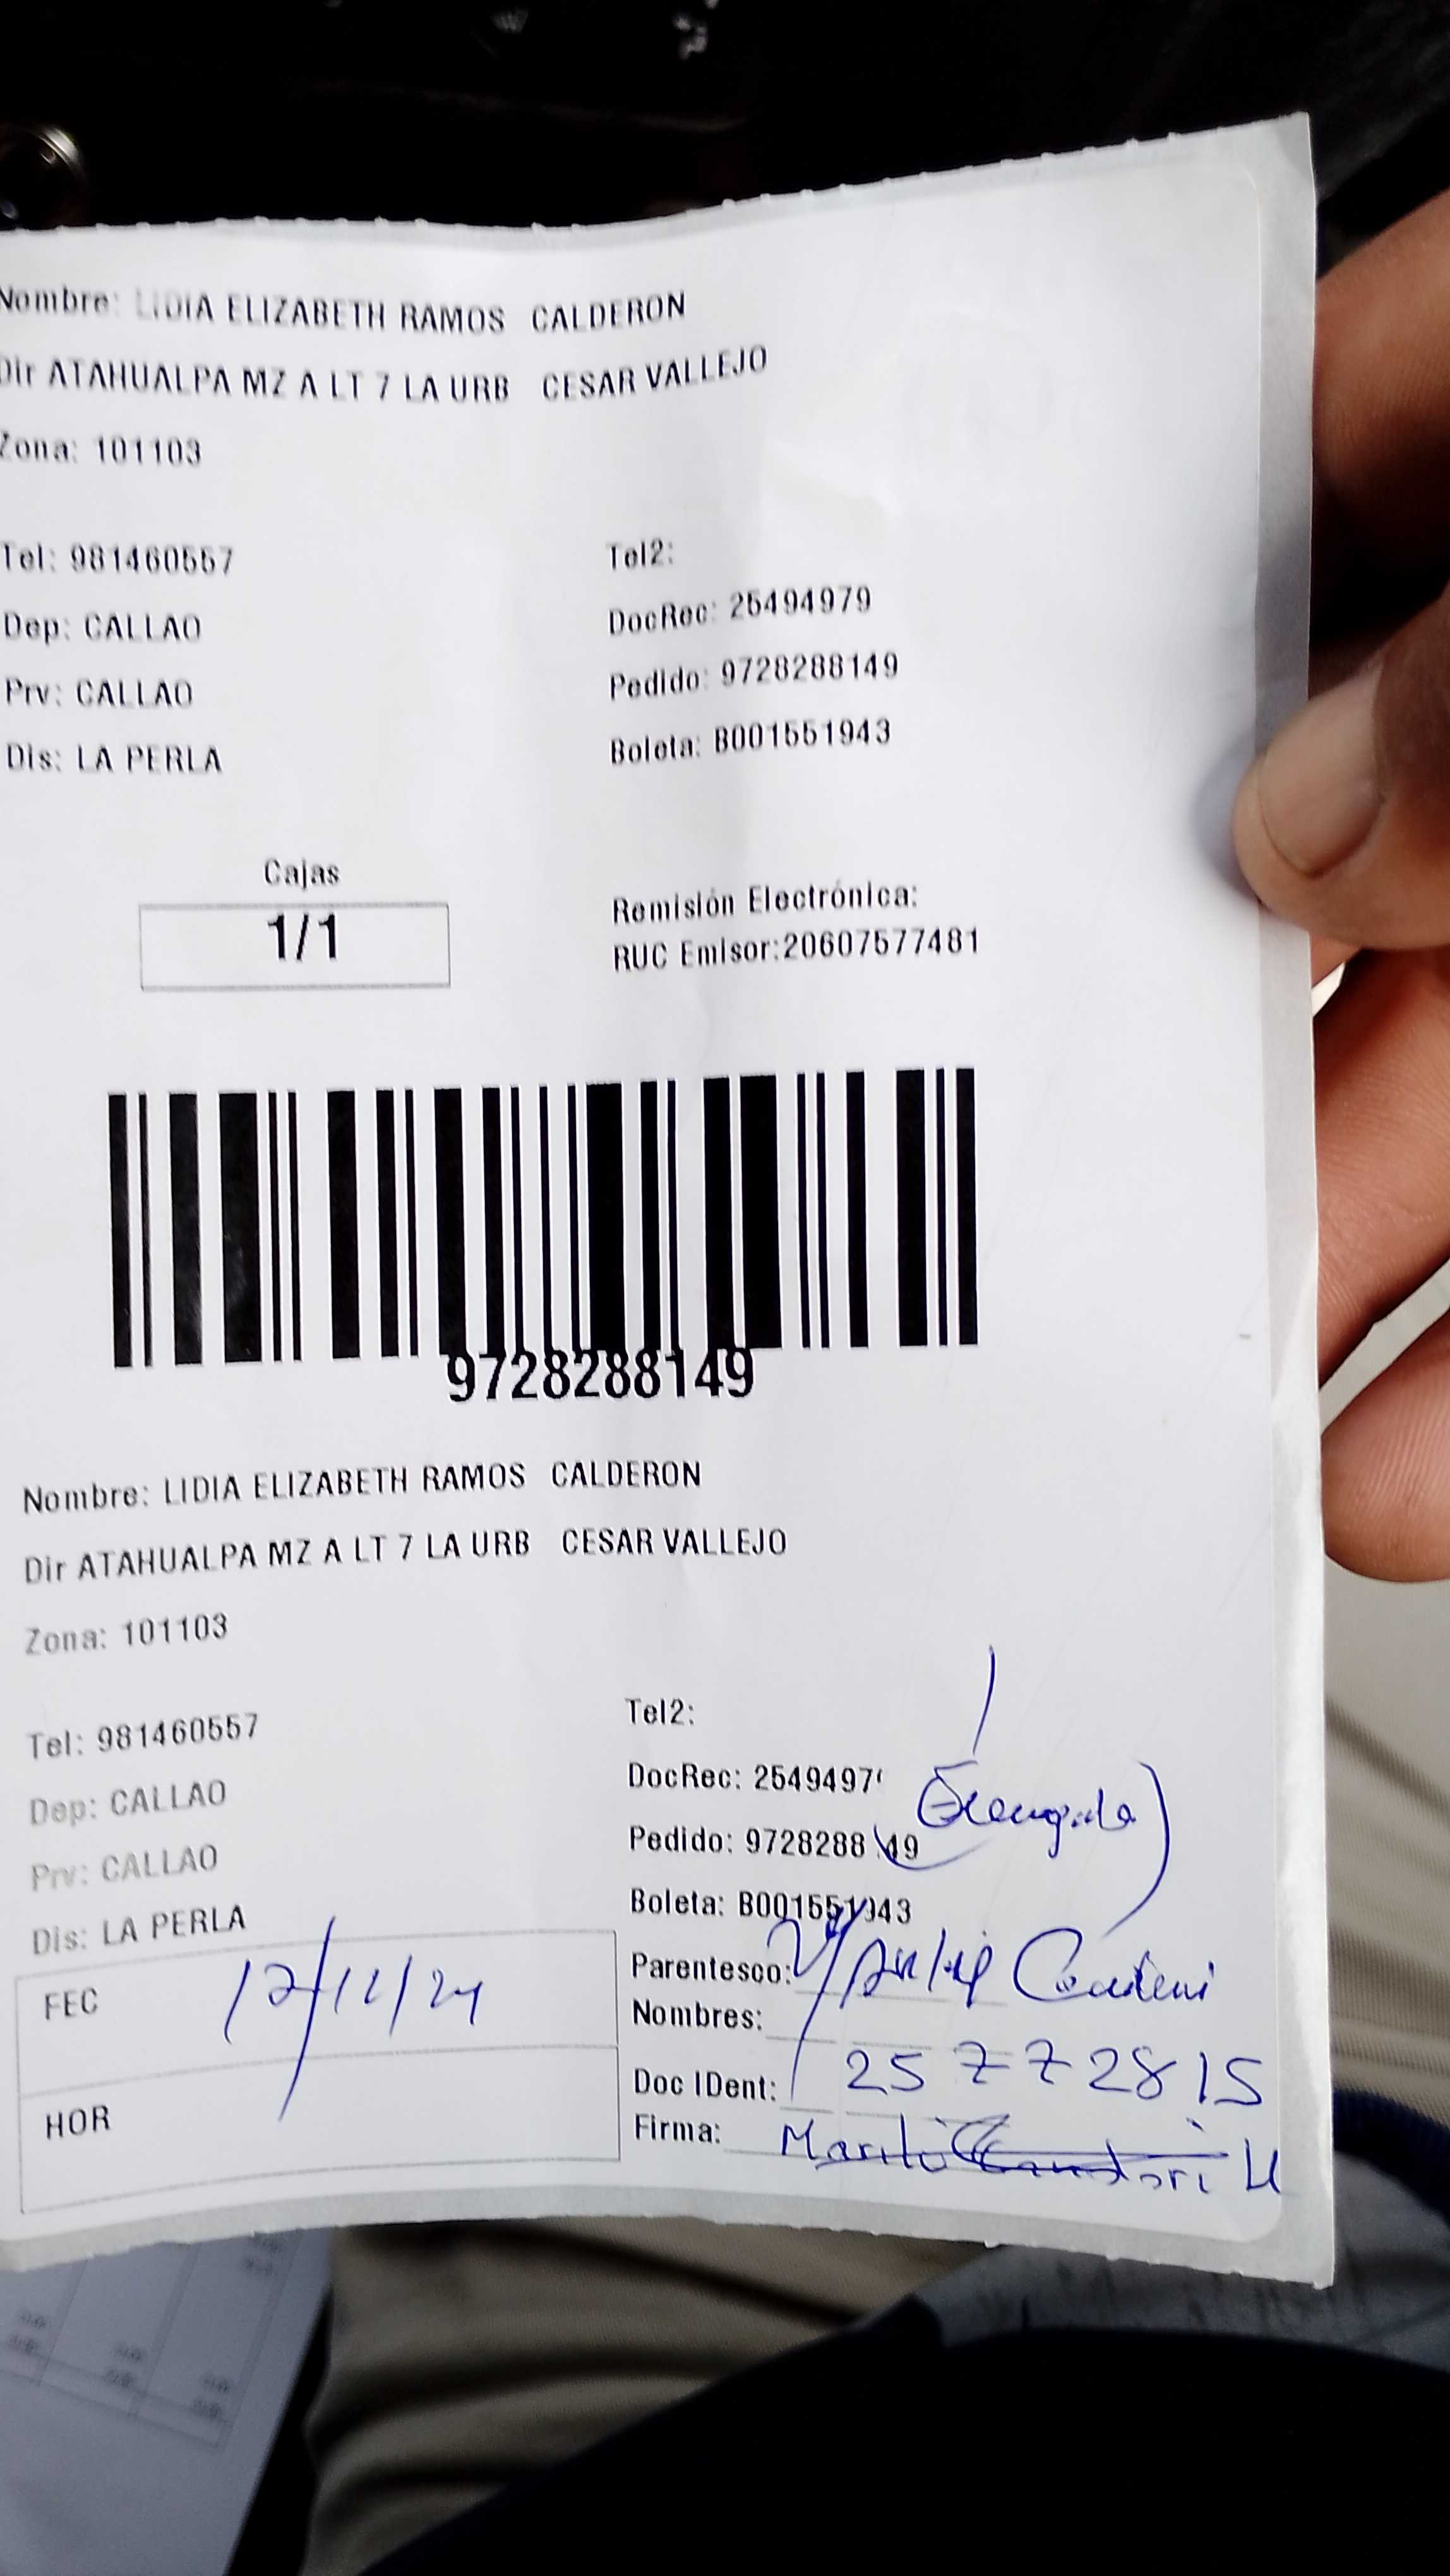 Nombre: LIDIA ELIZABETH RAMOS CALDERON
Dir ATAHUALPA MZ A LT 7 LA URB CESAR VALLEJO
Zona: 101103
Tel: 981460557
Tel2:
Dep: CALLAO
DocRec: 25494979
Prv: CALLAO
Pedido: 9728288149
Dis: LA PERLA
Boleta: B001551943
Cajas
1/1
Remisión Electrónica:
RUC Emisor:20607577481
9728288149
Nombre: LIDIA ELIZABETH RAMOS CALDERON
Dir ATAHUALPA MZ A LT 7 LA URB CESAR VALLEJO
Zona: 101103
Tel: 981460557
Tel2:
Dep: CALLAO
DocRec: 2549497
Prv: CALLAO
Pedido: 9728288149
Dis: LA PERLA
Boleta: B001551943
FEC 12/12/24
HOR
Parentesco:
Nombres:
Doc IDent: 25772815
Firma: